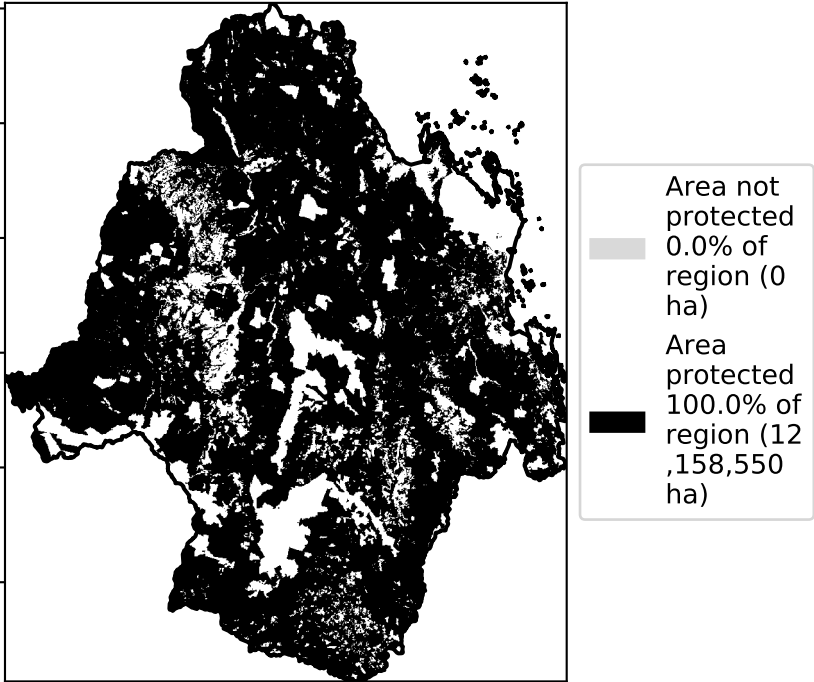 Area not
protected
0.0% of
region (0
ha)
Area
protected
100.0% of
region (12
,158,550
ha)